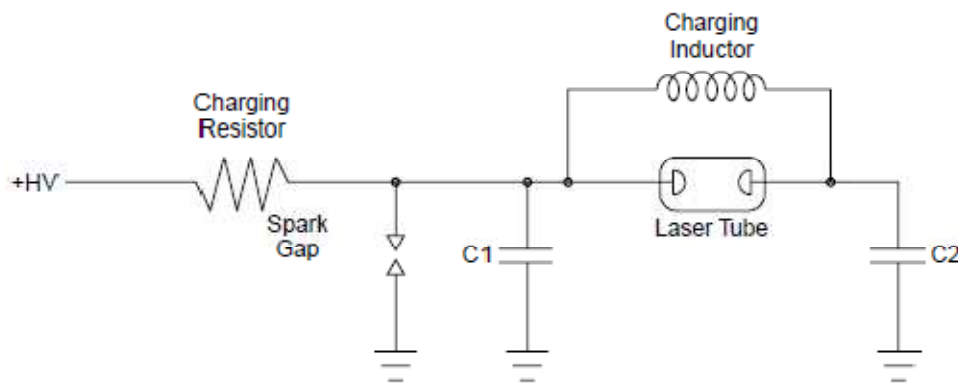 Charging
Inductor
Charging
Resistor
+HV
Spark
Gap
Laser Tube
C1
C2